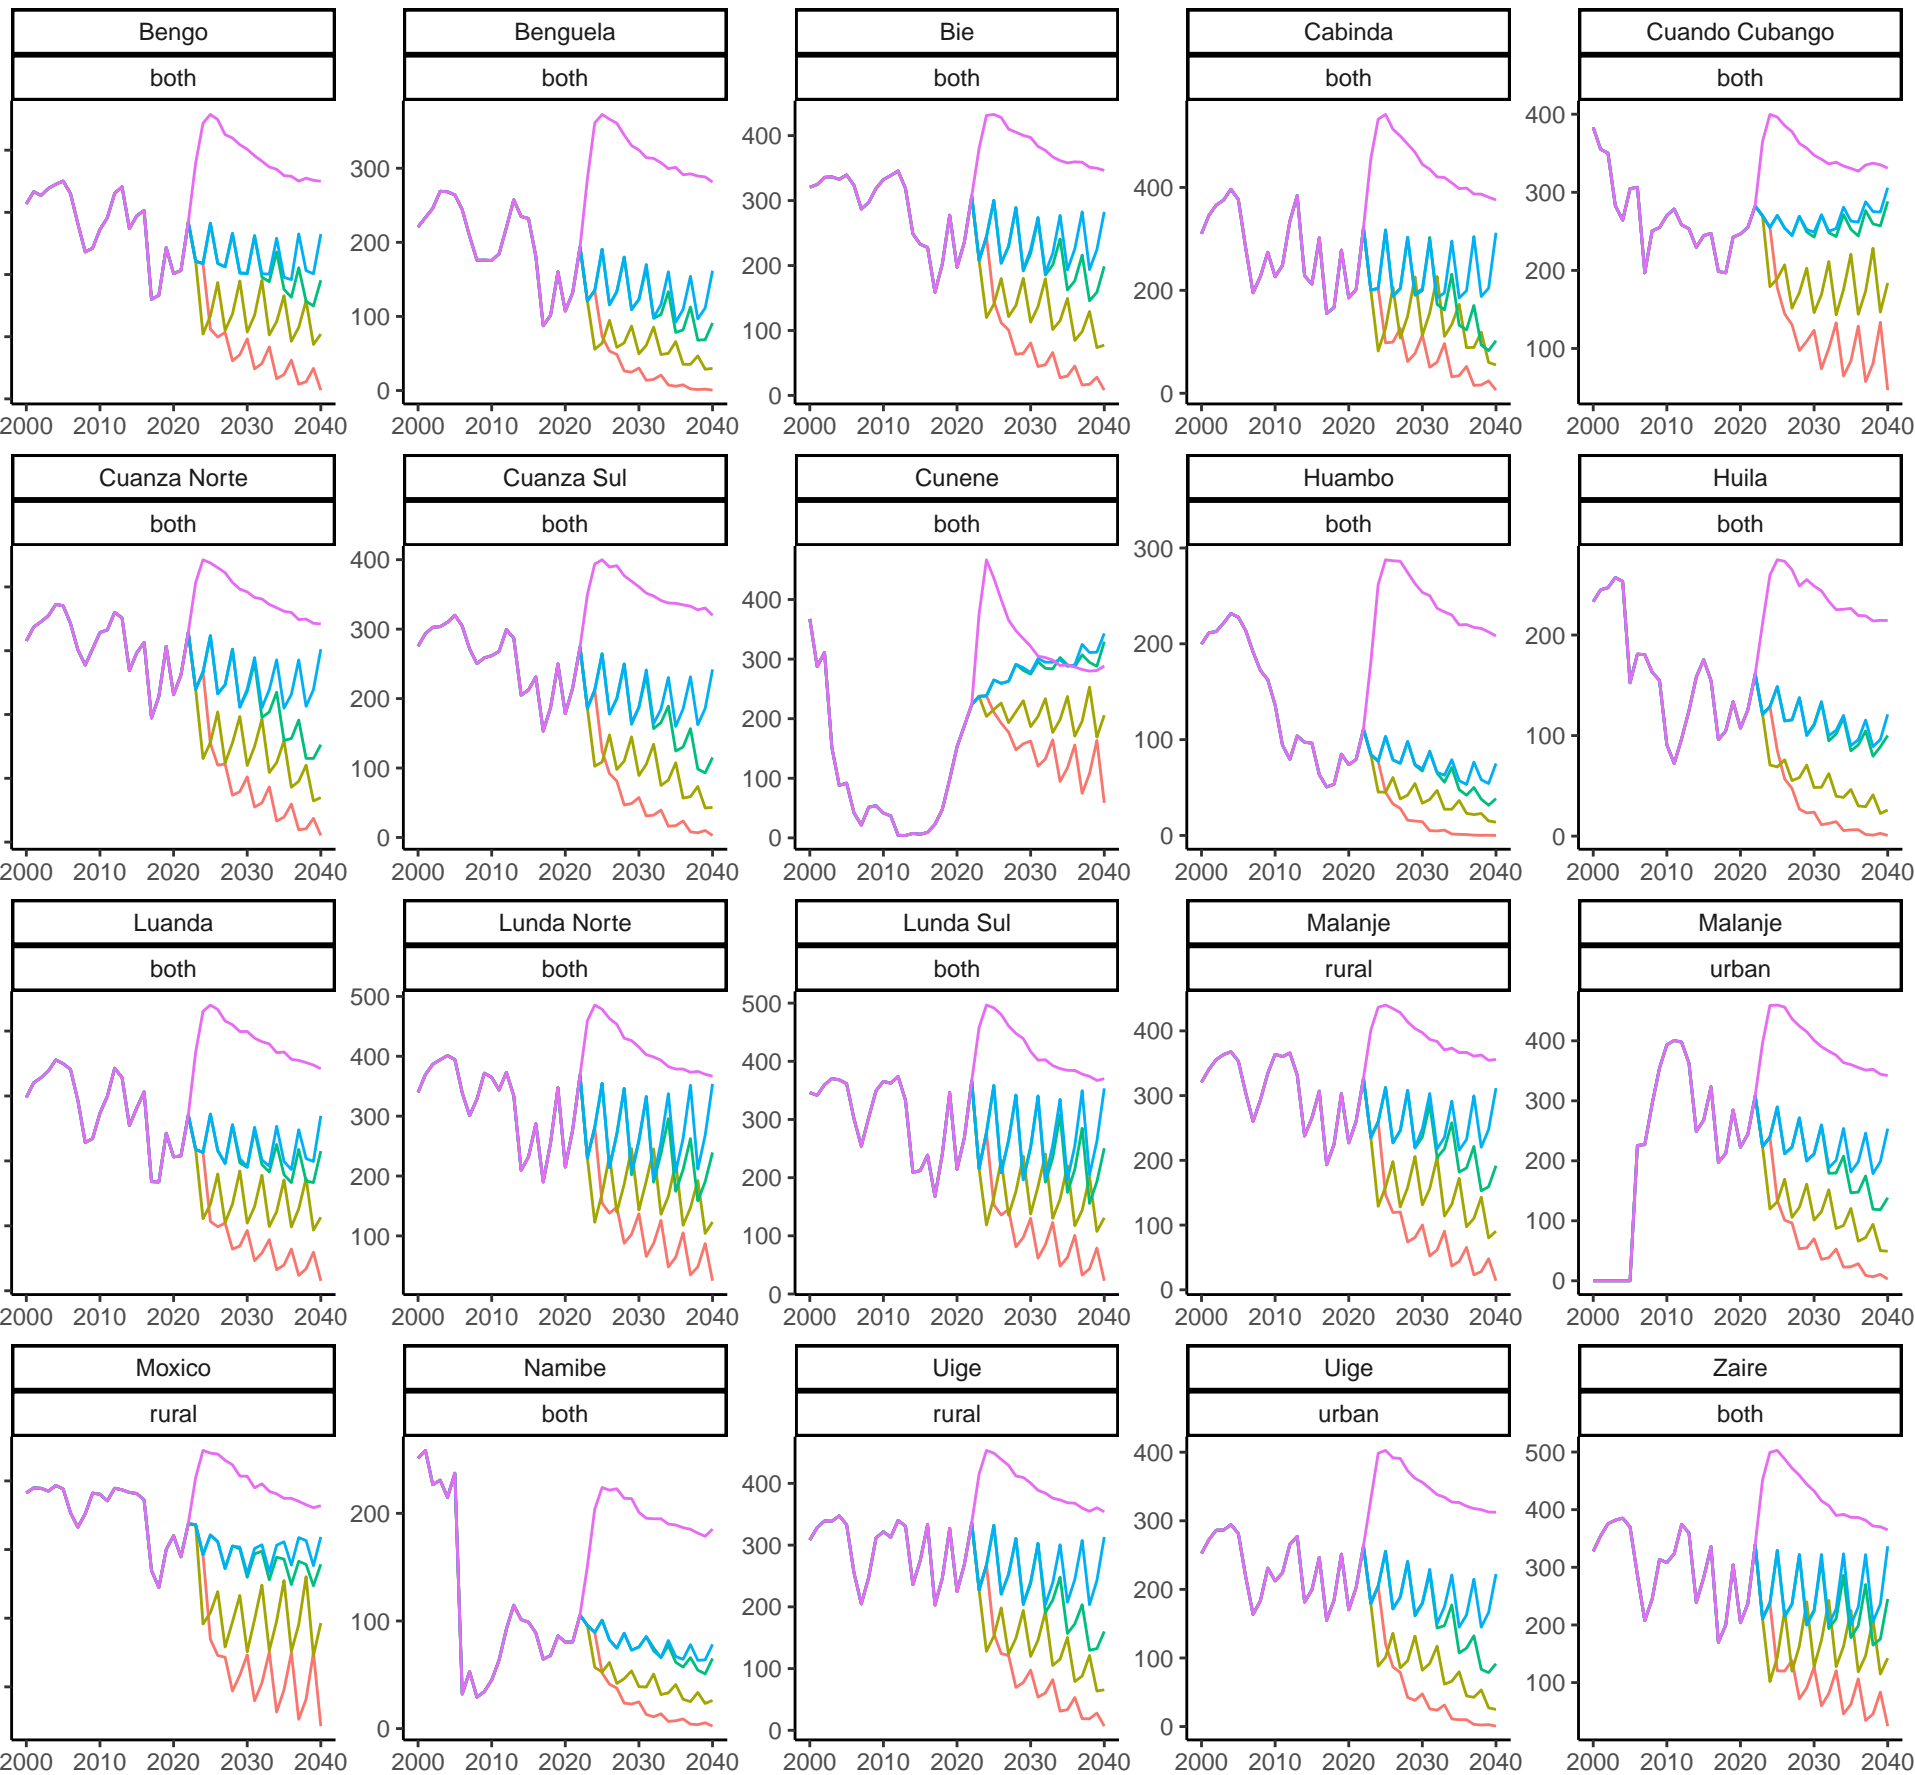 Bengo Benguela Bie Cabinda Cuando Cubango
both both both both both
300 200 100 0
400 300 200 100 0
400 200 0
400 300 200 100
2000 2010 2020 2030 2040 2000 2010 2020 2030 2040 2000 2010 2020 2030 2040 2000 2010 2020 2030 2040 2000 2010 2020 2030 2040
Cuanza Norte Cuanza Sul Cunene Huambo Huila
both both both both both
400 300 200 100 0
400 300 200 100 0
300 200 100 0
200 100 0
2000 2010 2020 2030 2040 2000 2010 2020 2030 2040 2000 2010 2020 2030 2040 2000 2010 2020 2030 2040 2000 2010 2020 2030 2040
Luanda Lunda Norte Lunda Sul Malanje Malanje
both both both rural urban
500 400 300 200 100
500 400 300 200 100 0
400 300 200 100 0
400 300 200 100 0
2000 2010 2020 2030 2040 2000 2010 2020 2030 2040 2000 2010 2020 2030 2040 2000 2010 2020 2030 2040 2000 2010 2020 2030 2040
Moxico Namibe Uige Uige Zaire
rural both rural urban both
200 100 0
400 300 200 100 0
400 300 200 100 0
500 400 300 200 100
2000 2010 2020 2030 2040 2000 2010 2020 2030 2040 2000 2010 2020 2030 2040 2000 2010 2020 2030 2040 2000 2010 2020 2030 2040